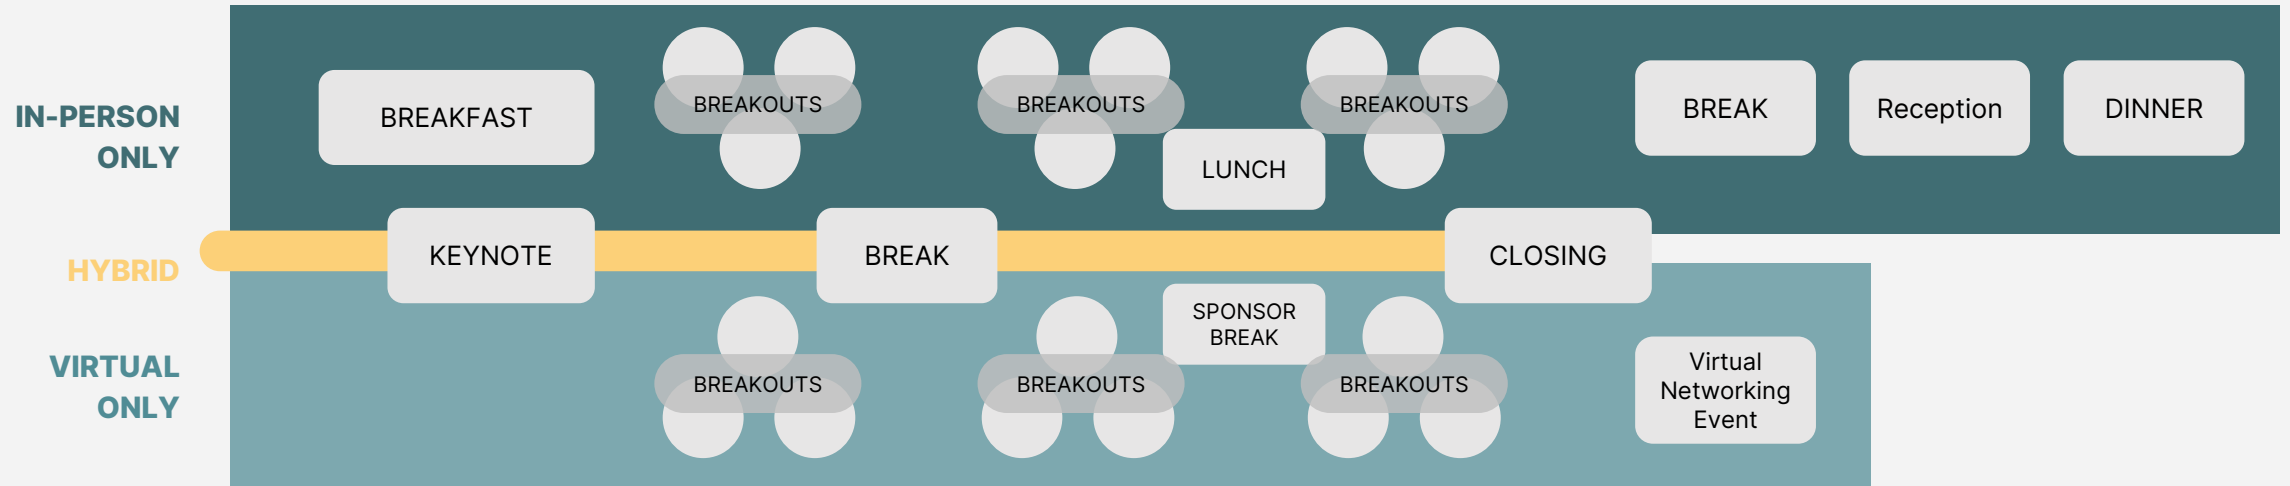 IN-PERSON
ONLY
BREAKFAST
BREAKOUTS
BREAKOUTS
BREAKOUTS
LUNCH
BREAK
Reception
DINNER
HYBRID
KEYNOTE
BREAK
CLOSING
VIRTUAL
ONLY
BREAKOUTS
BREAKOUTS
SPONSOR
BREAK
BREAKOUTS
Virtual
Networking
Event